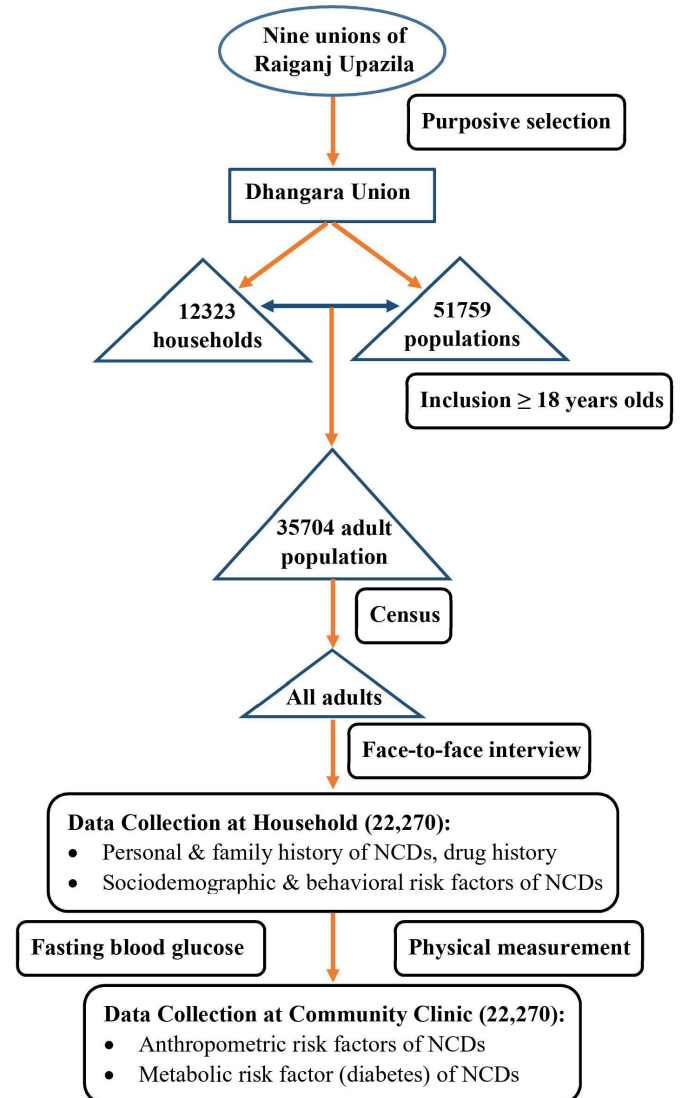 Nine unions of
Raiganj Upazila
Purposive selection
Dhangara Union
12323
households
51759
populations
Inclusion ≥ 18 years olds
35704 adult
population
Census
All adults
Face-to-face interview
Data Collection at Household (22,270):
• Personal & family history of NCDs, drug history
• Sociodemographic & behavioral risk factors of NCDs
Fasting blood glucose
Physical measurement
Data Collection at Community Clinic (22,270):
• Anthropometric risk factors of NCDs
• Metabolic risk factor (diabetes) of NCDs